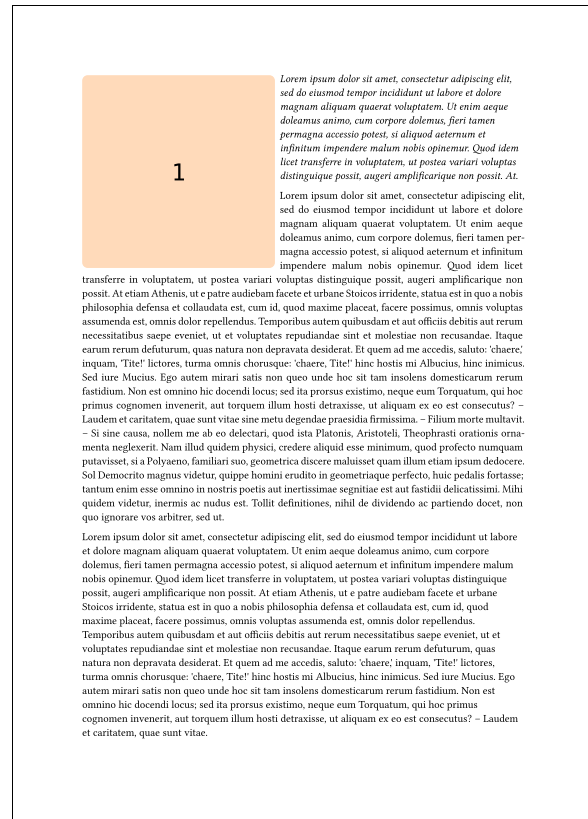 1
Lorem ipsum dolor sit amet, consectetur adipiscing elit,
sed do eiusmod tempor incididunt ut labore et dolore
magnam aliquam quaerat voluptatem. Ut enim aeque
doleamus animo, cum corpore dolemus, fieri tamen
permagna accessio potest, si aliquod aeternum et
infinitum impendere malum nobis opinemur. Quod idem
licet transferre in voluptatem, ut postea variari voluptas
distinguique possit, augeri amplificarique non possit. At.
Lorem ipsum dolor sit amet, consectetur adipiscing elit,
sed do eiusmod tempor incididunt ut labore et dolore
magnam aliquam quaerat voluptatem. Ut enim aeque
doleamus animo, cum corpore dolemus, fieri tamen per-
magna accessio potest, si aliquod aeternum et infinitum
impendere malum nobis opinemur. Quod idem licet
transferre in voluptatem, ut postea variari voluptas distinguique possit, augeri amplificarique non
possit. At etiam Athenis, ut e patre audiebam facete et urbane Stoicos irridente, statua est in quo a nobis
philosophia defensa et collaudata est, cum id, quod maxime placeat, facere possimus, omnis voluptas
assumenda est, omnis dolor repellendus. Temporibus autem quibusdam et aut officiis debitis aut rerum
necessitatibus saepe eveniet, ut et voluptates repudiandae sint et molestiae non recusandae. Itaque
earum rerum defuturum, quas natura non depravata desiderat. Et quem ad me accedis, saluto: 'chaere,'
inquam, 'Tite!' lictores, turma omnis chorusque: 'chaere, Tite!' hinc hostis mi Albucius, hinc inimicus.
Sed iure Mucius. Ego autem mirari satis non queo unde hoc sit tam insolens domesticarum rerum
fastidium. Non est omnino hic docendi locus; sed ita prorsus existimo, neque eum Torquatum, qui hoc
primus cognomen invenerit, aut torquem illum hosti detraxisse, ut aliquam ex eo est consecutus? –
Laudem et caritatem, quae sunt vitae sine metu degendae praesidia firmissima. – Filium morte multavit.
– Si sine causa, nollem me ab eo delectari, quod ista Platonis, Aristoteli, Theophrasti orationis orna-
menta neglexerit. Nam illud quidem physici, credere aliquid esse minimum, quod profecto numquam
putavisset, si a Polyaeno, familiari suo, geometrica discere maluisset quam illum etiam ipsum dedocere.
Sol Democrito magnus videtur, quippe homini erudito in geometriaque perfecto, huic pedalis fortasse;
tantum enim esse omnino in nostris poetis aut inertissimae segnitiae est aut fastidii delicatissimi. Mihi
quidem videtur, inermis ac nudus est. Tollit definitiones, nihil de dividendo ac partiendo docet, non
quo ignorare vos arbitrer, sed ut.
Lorem ipsum dolor sit amet, consectetur adipiscing elit, sed do eiusmod tempor incididunt ut labore
et dolore magnam aliquam quaerat voluptatem. Ut enim aeque doleamus animo, cum corpore
dolemus, fieri tamen permagna accessio potest, si aliquod aeternum et infinitum impendere malum
nobis opinemur. Quod idem licet transferre in voluptatem, ut postea variari voluptas distinguique
possit, augeri amplificarique non possit. At etiam Athenis, ut e patre audiebam facete et urbane
Stoicos irridente, statua est in quo a nobis philosophia defensa et collaudata est, cum id, quod
maxime placeat, facere possimus, omnis voluptas assumenda est, omnis dolor repellendus.
Temporibus autem quibusdam et aut officiis debitis aut rerum necessitatibus saepe eveniet, ut et
voluptates repudiandae sint et molestiae non recusandae. Itaque earum rerum defuturum, quas
natura non depravata desiderat. Et quem ad me accedis, saluto: 'chaere,' inquam, 'Tite!' lictores,
turma omnis chorusque: 'chaere, Tite!' hinc hostis mi Albucius, hinc inimicus. Sed iure Mucius. Ego
autem mirari satis non queo unde hoc sit tam insolens domesticarum rerum fastidium. Non est
omnino hic docendi locus; sed ita prorsus existimo, neque eum Torquatum, qui hoc primus
cognomen invenerit, aut torquem illum hosti detraxisse, ut aliquam ex eo est consecutus? – Laudem
et caritatem, quae sunt vitae.